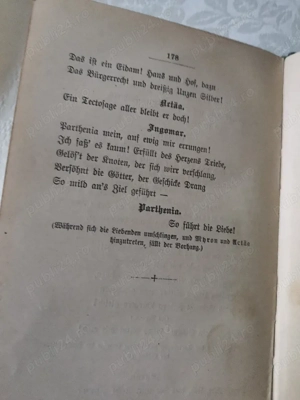 178
Das ist ein Eidam! Haus und Hof, dazu
Das Bürgerrecht und dreißig Unzen Silber!
Actäa.
Ein Tectosage aller bleibt er doch!
Ingomar.
Parthenia mein, auf ewig mir errungen!
Ich faß' es kaum! Erfüllt des Herzens Triebe,
Gelös't der Knoten, der sich wirr verschlang,
Versöhnt die Götter, der Geschicke Drang
So mild an's Ziel geführt —
Parthenia.
So führt die Liebe!
(Während sich die Liebenden umschlingen, und Myron und Actäa
hinzutreten, fällt der Vorhang.)